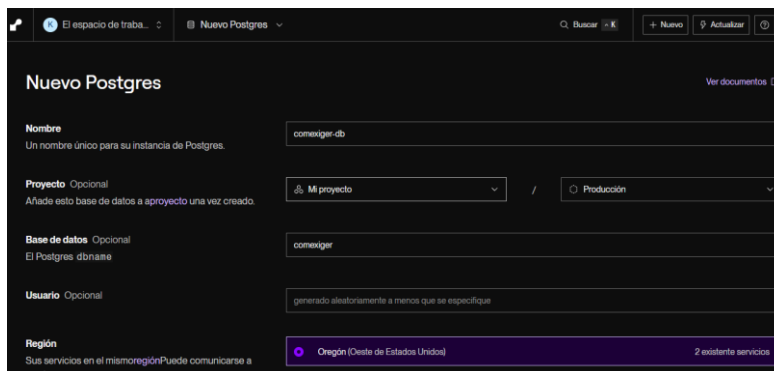 K El espacio de traba... Nuevo Postgres Buscar K + Nuevo Actualizar
Nuevo Postgres
Ver documentos
Nombre
Un nombre único para su instancia de Postgres.
comexiger-db
Proyecto Opcional
Añade esto base de datos a aproyecto una vez creado.
Mi proyecto / Producción
Base de datos Opcional
El Postgres dbname
comexiger
Usuario Opcional
generado aleatoriamente a menos que se especifique
Región
Sus servicios en el mismoregiónPuede comunicarse a
Oregón (Oeste de Estados Unidos) 2 existente servicios